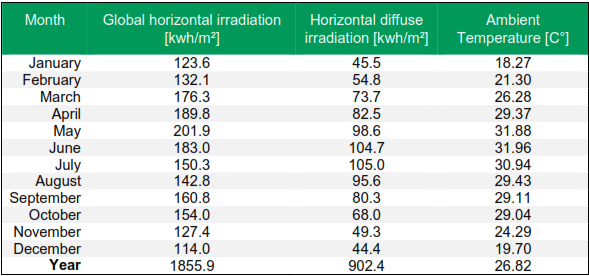 Month Global horizontal irradiation [kwh/m²] Horizontal diffuse irradiation [kwh/m²] Ambient Temperature [C°]
January 123.6 45.5 18.27
February 132.1 54.8 21.30
March 176.3 73.7 26.28
April 189.8 82.5 29.37
May 201.9 98.6 31.88
June 183.0 104.7 31.96
July 150.3 105.0 30.94
August 142.8 95.6 29.43
September 160.8 80.3 29.11
October 154.0 68.0 29.04
November 127.4 49.3 24.29
December 114.0 44.4 19.70
Year 1855.9 902.4 26.82